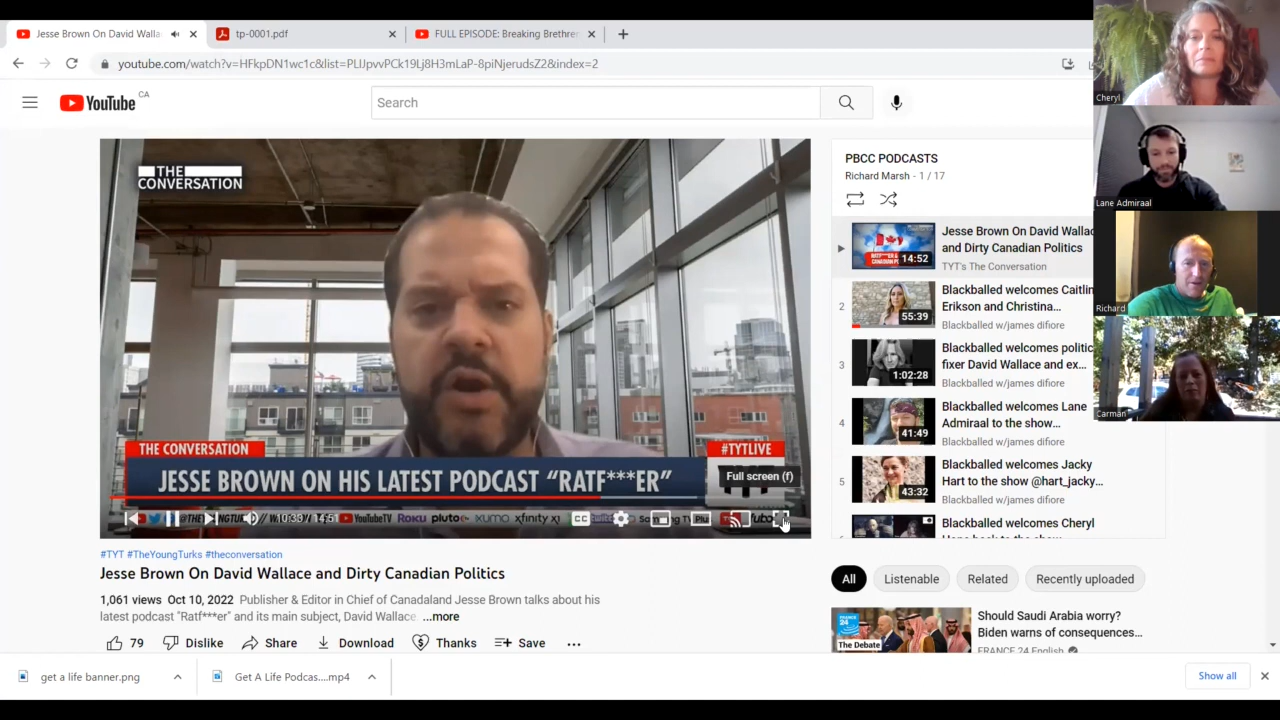 Jesse Brown On David Walla
tp-0001.pdf
FULL EPISODE: Breaking Brethre
youtube.com/watch?v=HFkpDN1wc1c&list=PLIJpvvPCk19Lj8H3mLaP-8piNjerudsZ2&index=2
YouTube CA
Search
THE CONVERSATION
THE CONVERSATION
#TYTLIVE
JESSE BROWN ON HIS LATEST PODCAST “RATF***ER”
Full screen (f)
YouTubeTV Roku pluto xumo xfinity x1
#TYT #TheYoungTurks #theconversation
Jesse Brown On David Wallace and Dirty Canadian Politics
1,061 views Oct 10, 2022 Publisher & Editor in Chief of Canadaland Jesse Brown talks about his
latest podcast "Ratf***er" and its main subject, David Wallace. ...more
79
Dislike
Share
Download
Thanks
Save
PBCC PODCASTS
Richard Marsh - 1 / 17
14:52
Jesse Brown On David Wallac
and Dirty Canadian Politics
TYT's The Conversation
2
55:39
Blackballed welcomes Caitlin
Erikson and Christina...
Blackballed w/james difiore
3
1:02:28
Blackballed welcomes politic
fixer David Wallace and ex...
Blackballed w/james difiore
4
41:49
Blackballed welcomes Lane
Admiraal to the show...
Blackballed w/james difiore
5
43:32
Blackballed welcomes Jacky
Hart to the show @hart_jacky...
Blackballed w/james difiore
Blackballed welcomes Cheryl
All
Listenable
Related
Recently uploaded
FRANCE 24
The Debate
Should Saudi Arabia worry?
Biden warns of consequences...
FRANCE 24 English
Cheryl
Lane Admiraal
Richard
Carman
get a life banner.png
Get A Life Podcas....mp4
Show all